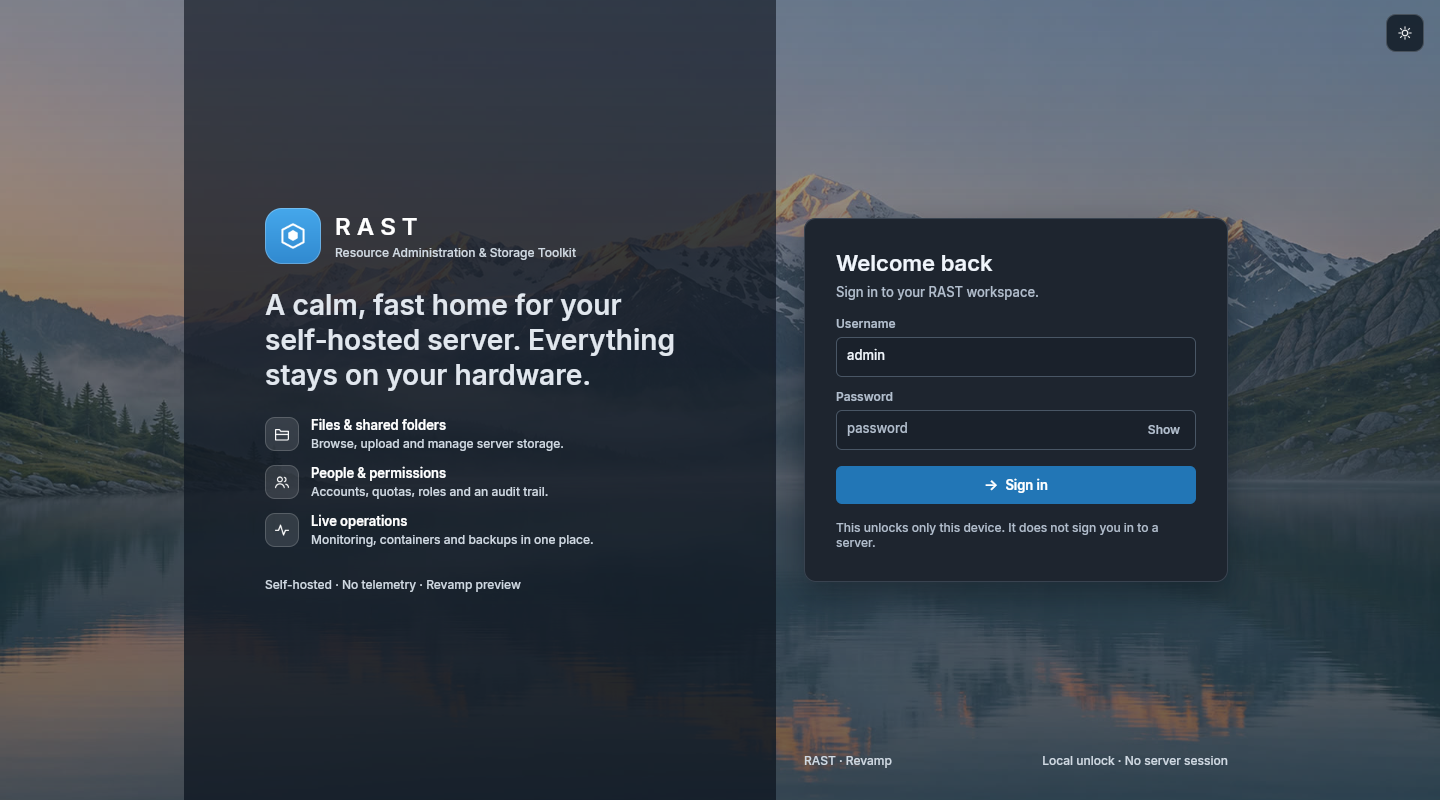 RAST
Resource Administration & Storage Toolkit
A calm, fast home for your
self-hosted server. Everything
stays on your hardware.
Files & shared folders
Browse, upload and manage server storage.
People & permissions
Accounts, quotas, roles and an audit trail.
Live operations
Monitoring, containers and backups in one place.
Self-hosted · No telemetry · Revamp preview
Welcome back
Sign in to your RAST workspace.
Username
admin
Password
password
Show
→ Sign in
This unlocks only this device. It does not sign you in to a
server.
RAST · Revamp
Local unlock · No server session